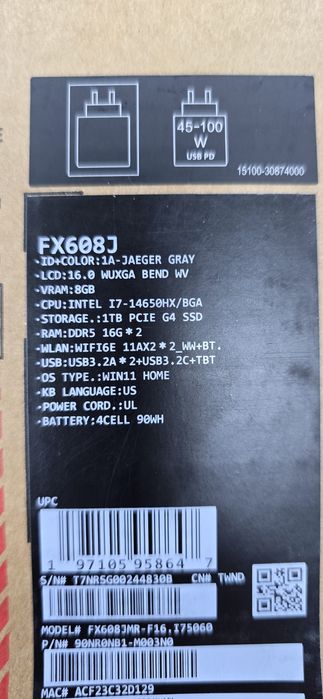 45-100
W
USB PD
15100-30874000
FX608J
-ID+COLOR:1A-JAEGER GRAY
-LCD:16.0 WUXGA BEND WV
-VRAM:8GB
-CPU:INTEL I7-14650HX/BGA
-STORAGE.:1TB PCIE G4 SSD
-RAM:DDR5 16G*2
-WLAN:WIFI6E 11AX2*2_WW+BT.
-USB:USB3.2A*2+USB3.2C+TBT
-OS TYPE.:WIN11 HOME
-KB LANGUAGE:US
-POWER CORD.:UL
-BATTERY:4CELL 90WH
UPC
1 97105 95864 7
S/N# T7NRSG00244830B CN# TWND
MODEL# FX608JMR-F16.I75060
P/N# 90NR0NB1-M003N0
MAC# ACF23C32D129